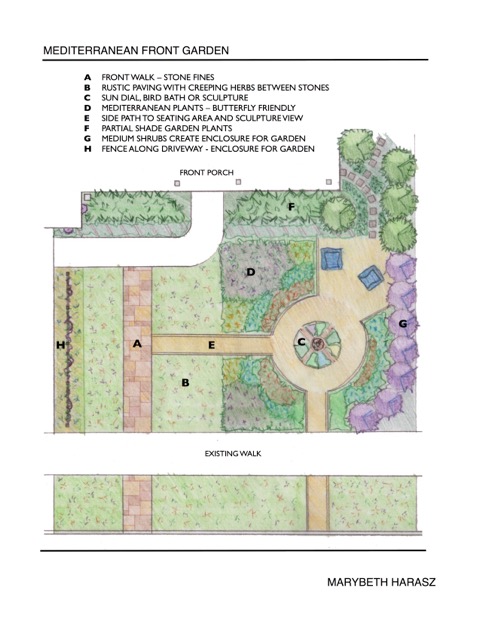 MEDITERRANEAN FRONT GARDEN
A FRONT WALK – STONE FINES
B RUSTIC PAVING WITH CREEPING HERBS BETWEEN STONES
C SUN DIAL, BIRD BATH OR SCULPTURE
D MEDITERRANEAN PLANTS – BUTTERFLY FRIENDLY
E SIDE PATH TO SEATING AREA AND SCULPTURE VIEW
F PARTIAL SHADE GARDEN PLANTS
G MEDIUM SHRUBS CREATE ENCLOSURE FOR GARDEN
H FENCE ALONG DRIVEWAY - ENCLOSURE FOR GARDEN
FRONT PORCH
F
D
G
H
A
E
C
B
EXISTING WALK
MARYBETH HARASZ